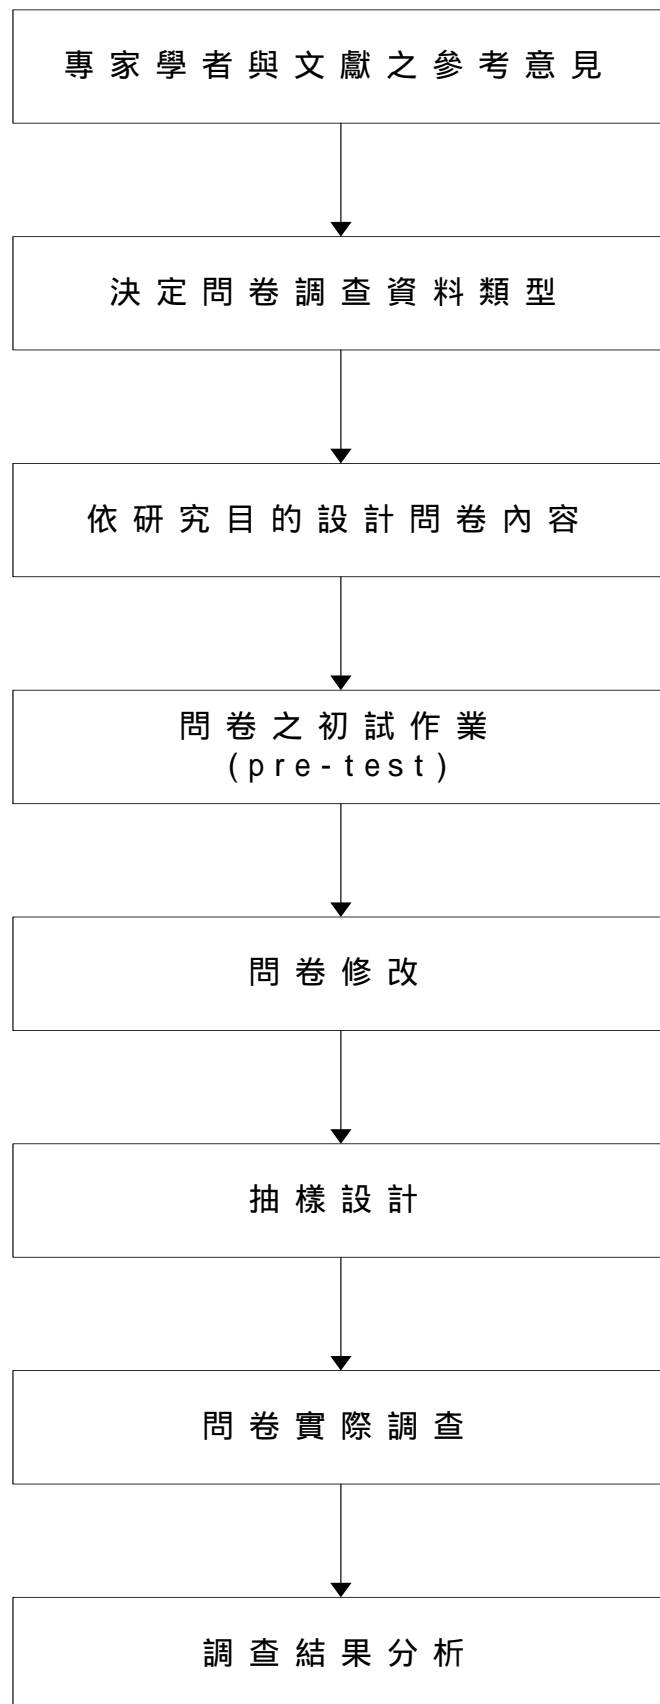 專家學者與文獻之參考意見
決定問卷調查資料類型
依研究目的設計問卷內容
問卷之初試作業
(pre-test)
問卷修改
抽樣設計
問卷實際調查
調查結果分析